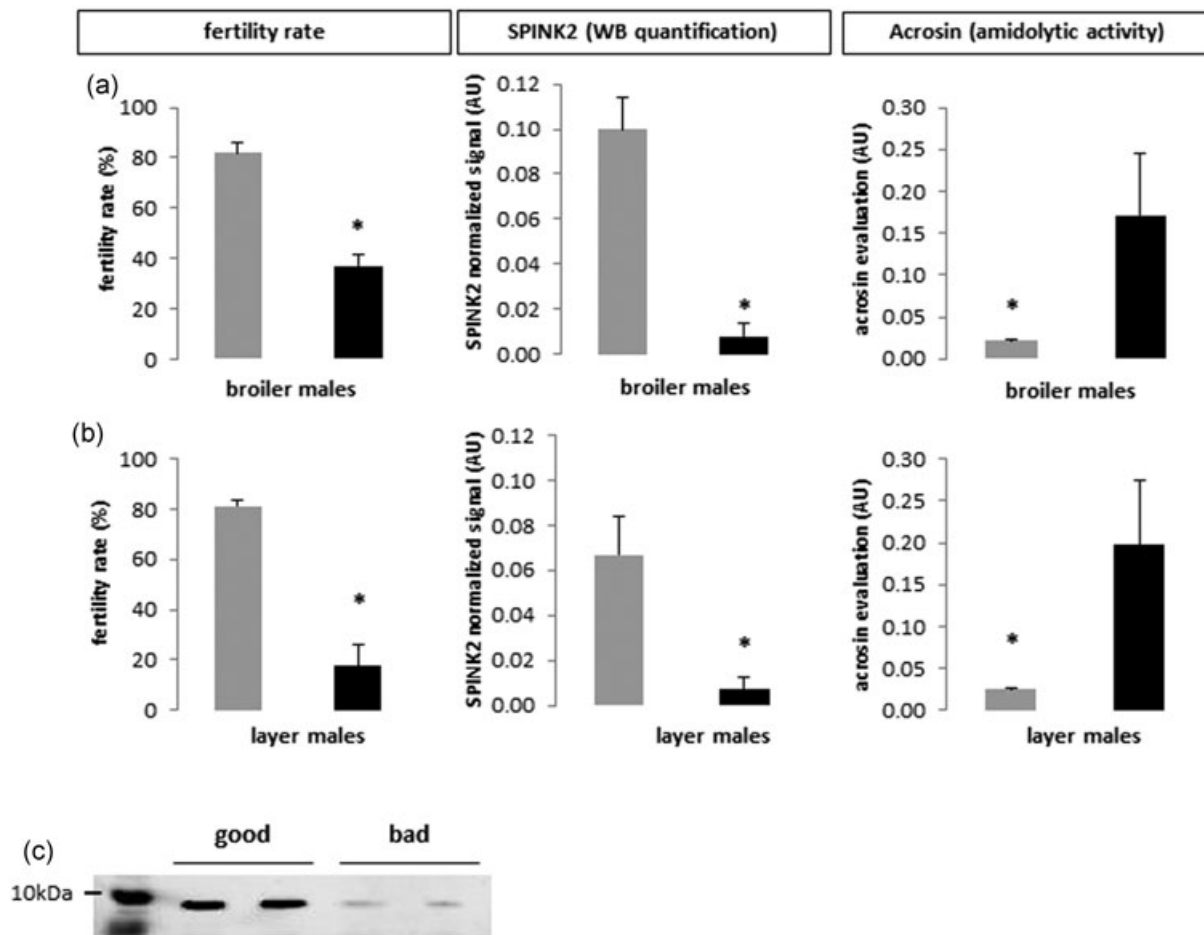 fertility rate
SPINK2 (WB quantification)
Acrosin (amidolytic activity)
(a)
fertility rate (%)
100
80
60
40
20
0
*
broiler males
SPINK2 normalized signal (AU)
0.12
0.10
0.08
0.06
0.04
0.02
0.00
*
broiler males
acrosin evaluation (AU)
0.30
0.25
0.20
0.15
0.10
0.05
0.00
*
broiler males
(b)
fertility rate (%)
100
80
60
40
20
0
*
layer males
SPINK2 normalized signal (AU)
0.12
0.10
0.08
0.06
0.04
0.02
0.00
*
layer males
acrosin evaluation (AU)
0.30
0.25
0.20
0.15
0.10
0.05
0.00
*
layer males
(c)
good
bad
10kDa